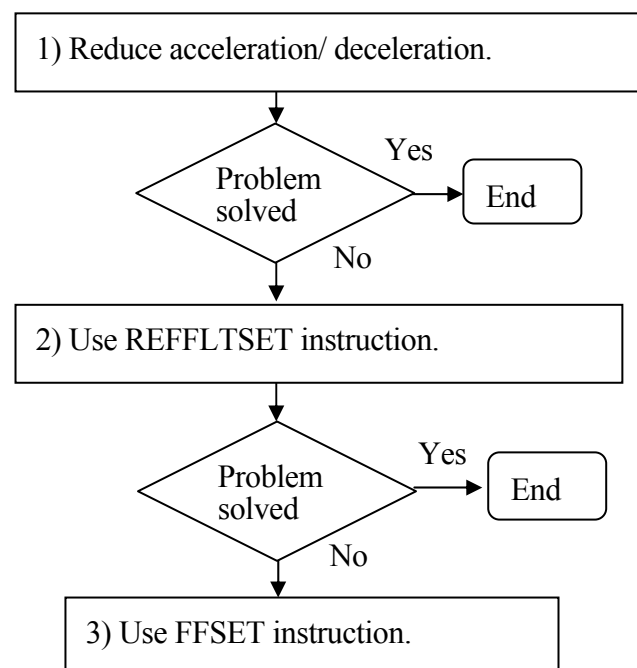 1) Reduce acceleration/ deceleration.
Yes
Problem
solved
End
No
2) Use REFFLTSET instruction.
Yes
Problem
solved
End
No
3) Use FFSET instruction.